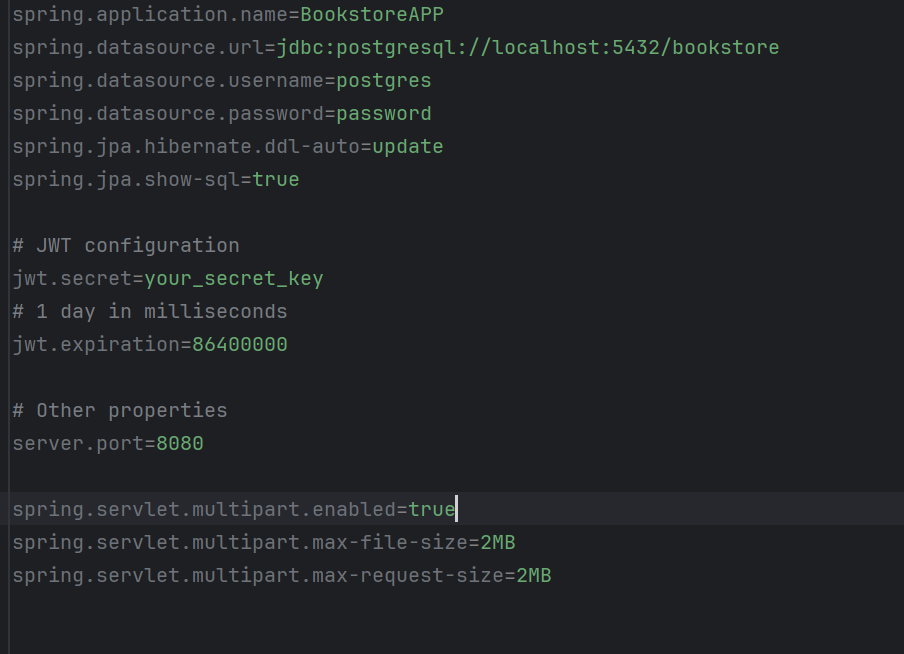 spring.application.name=BookstoreAPP
spring.datasource.url=jdbc:postgresql://localhost:5432/bookstore
spring.datasource.username=postgres
spring.datasource.password=password
spring.jpa.hibernate.ddl-auto=update
spring.jpa.show-sql=true
# JWT configuration
jwt.secret=your_secret_key
# 1 day in milliseconds
jwt.expiration=86400000
# Other properties
server.port=8080
spring.servlet.multipart.enabled=true
spring.servlet.multipart.max-file-size=2MB
spring.servlet.multipart.max-request-size=2MB